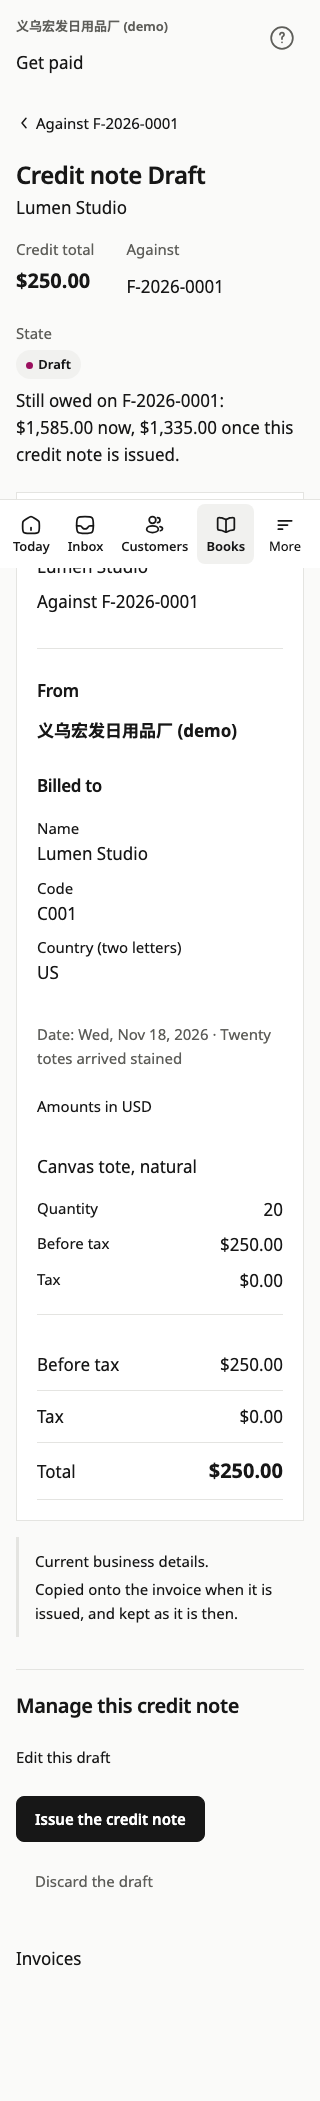 义乌宏发日用品厂 (demo)
Get paid
Against F-2026-0001
Credit note Draft
Lumen Studio
Credit total
Against
$250.00
F-2026-0001
State
Draft
Still owed on F-2026-0001:
$1,585.00 now, $1,335.00 once this
credit note is issued.
Today
Inbox
Customers
Books
More
Lumen Studio
Against F-2026-0001
From
义乌宏发日用品厂 (demo)
Billed to
Name
Lumen Studio
Code
C001
Country (two letters)
US
Date: Wed, Nov 18, 2026 · Twenty
totes arrived stained
Amounts in USD
Canvas tote, natural
Quantity 20
Before tax $250.00
Tax $0.00
Before tax $250.00
Tax $0.00
Total $250.00
Current business details.
Copied onto the invoice when it is
issued, and kept as it is then.
Manage this credit note
Edit this draft
Issue the credit note
Discard the draft
Invoices